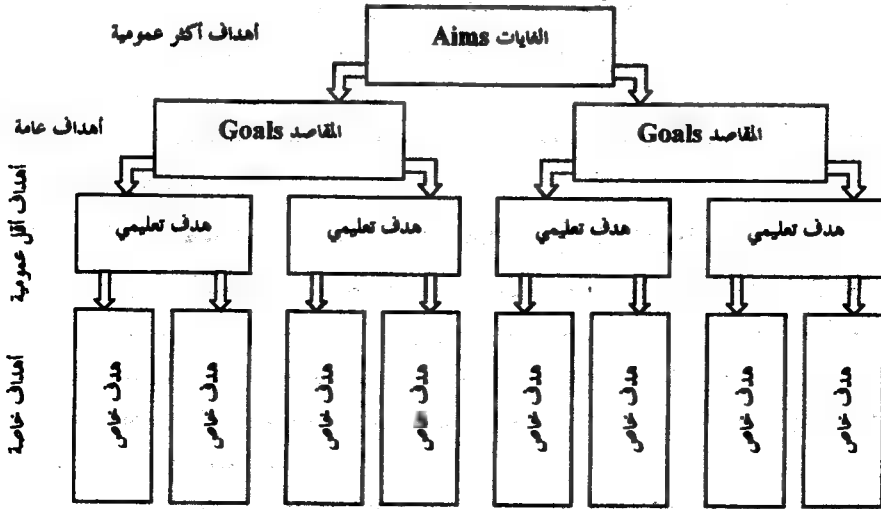 أهداف أكثر عمومية
الغايات Aims
أهداف عامة
المقاصد Goals
المقاصد Goals
أهداف أقل عمومية
هدف تعليمي
هدف تعليمي
هدف تعليمي
هدف تعليمي
أهداف خاصة
هدف خاص
هدف خاص
هدف خاص
هدف خاص
هدف خاص
هدف خاص
هدف خاص
هدف خاص